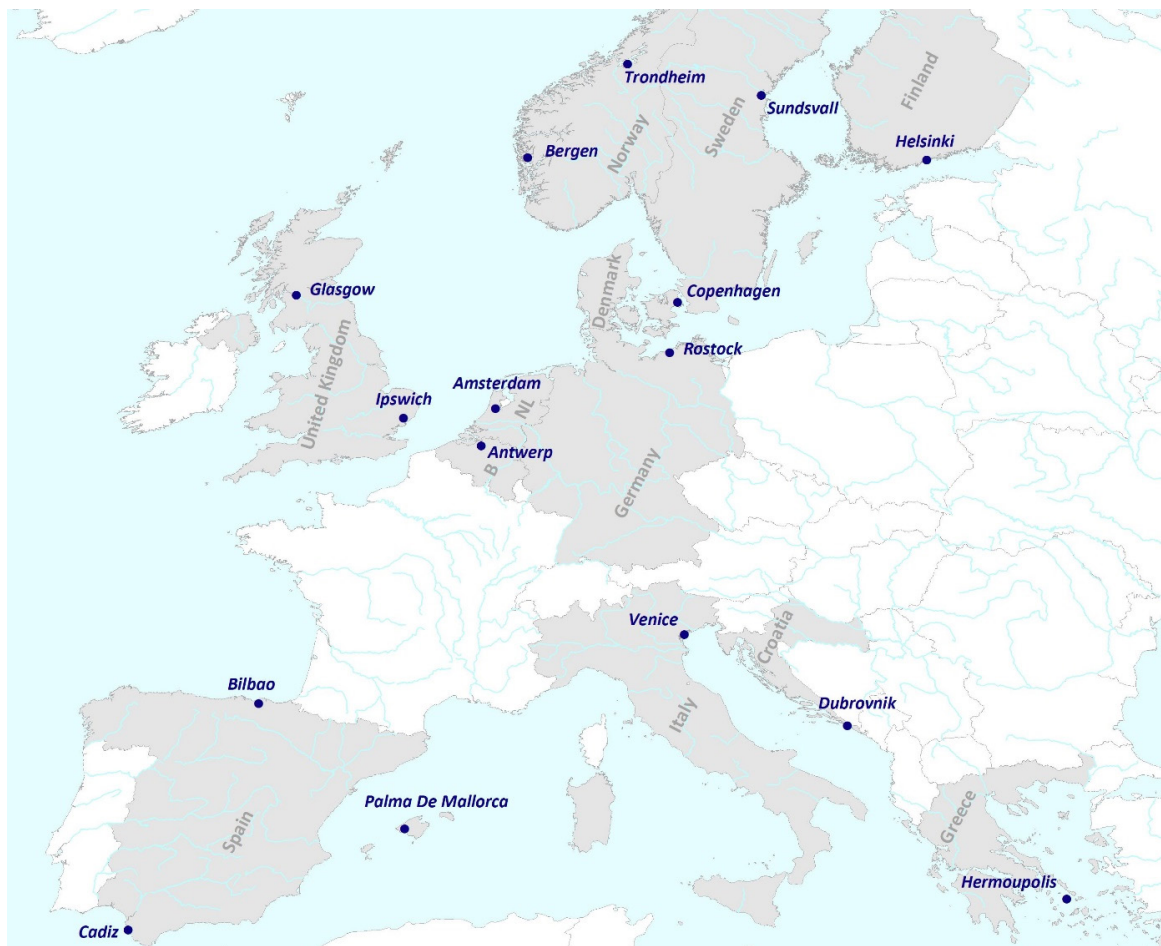 Trondheim
Sundsvall
Finland
Norway
Sweden
Helsinki
Bergen
Glasgow
Denmark
Copenhagen
United Kingdom
Rostock
Amsterdam
Ipswich
NL
Antwerp
B
Germany
Venice
Croatia
Bilbao
Dubrovnik
Italy
Palma De Mallorca
Spain
Greece
Hermoupolis
Cadiz